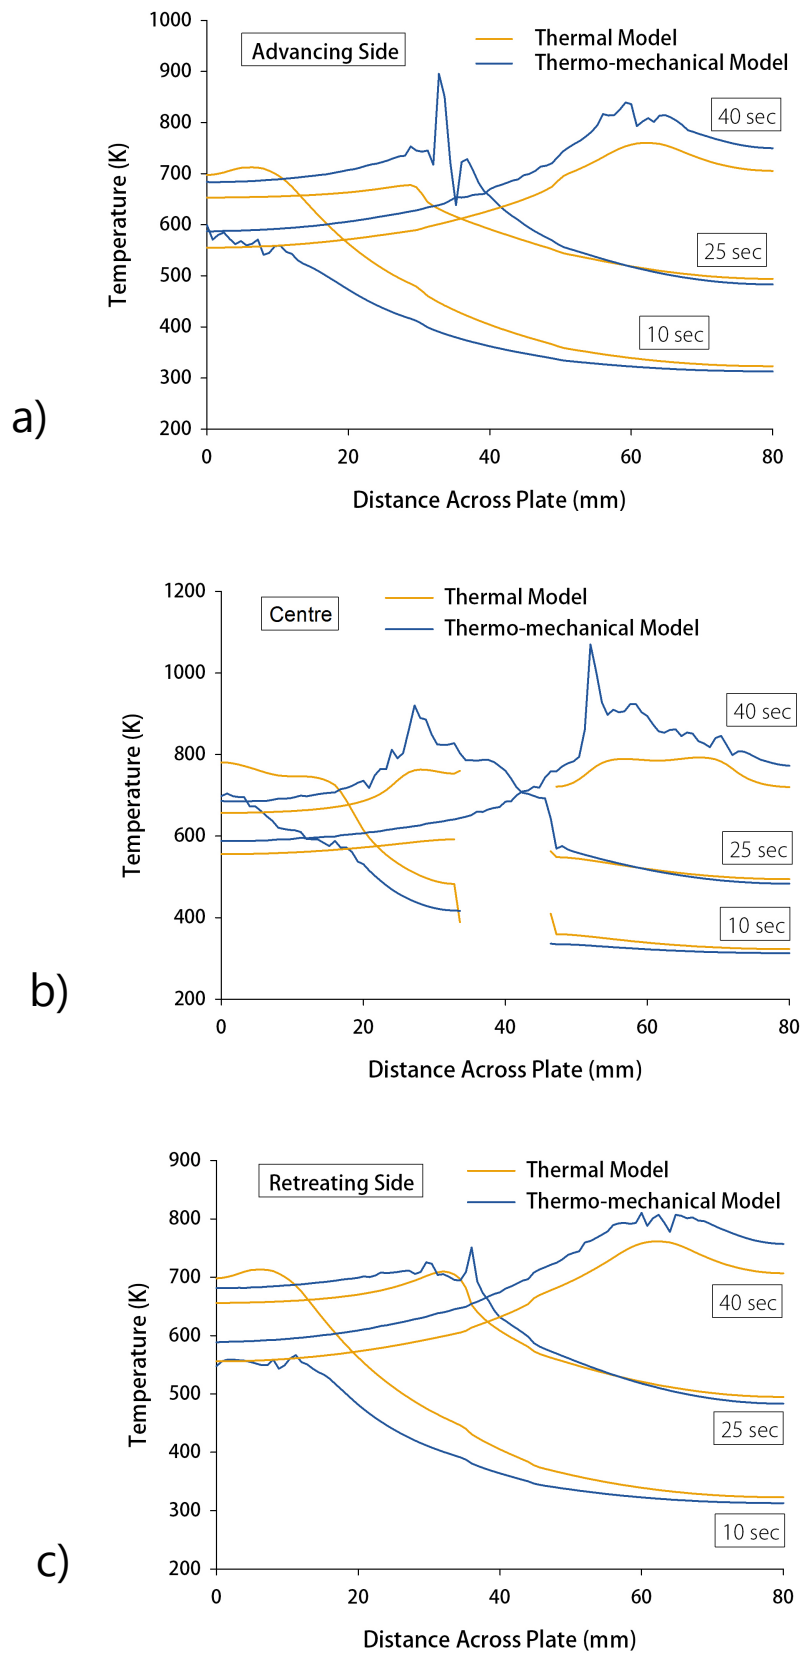 1000
Advancing Side
Thermal Model
Thermo-mechanical Model
900
800
700
600
500
400
300
200
40 sec
25 sec
10 sec
Temperature (K)
a)
0
20
40
60
80
Distance Across Plate (mm)
1200
Centre
Thermal Model
Thermo-mechanical Model
1000
800
600
400
200
40 sec
25 sec
10 sec
Temperature (K)
b)
0
20
40
60
80
Distance Across Plate (mm)
900
Retreating Side
Thermal Model
Thermo-mechanical Model
800
700
600
500
400
300
200
40 sec
25 sec
10 sec
Temperature (K)
c)
0
20
40
60
80
Distance Across Plate (mm)